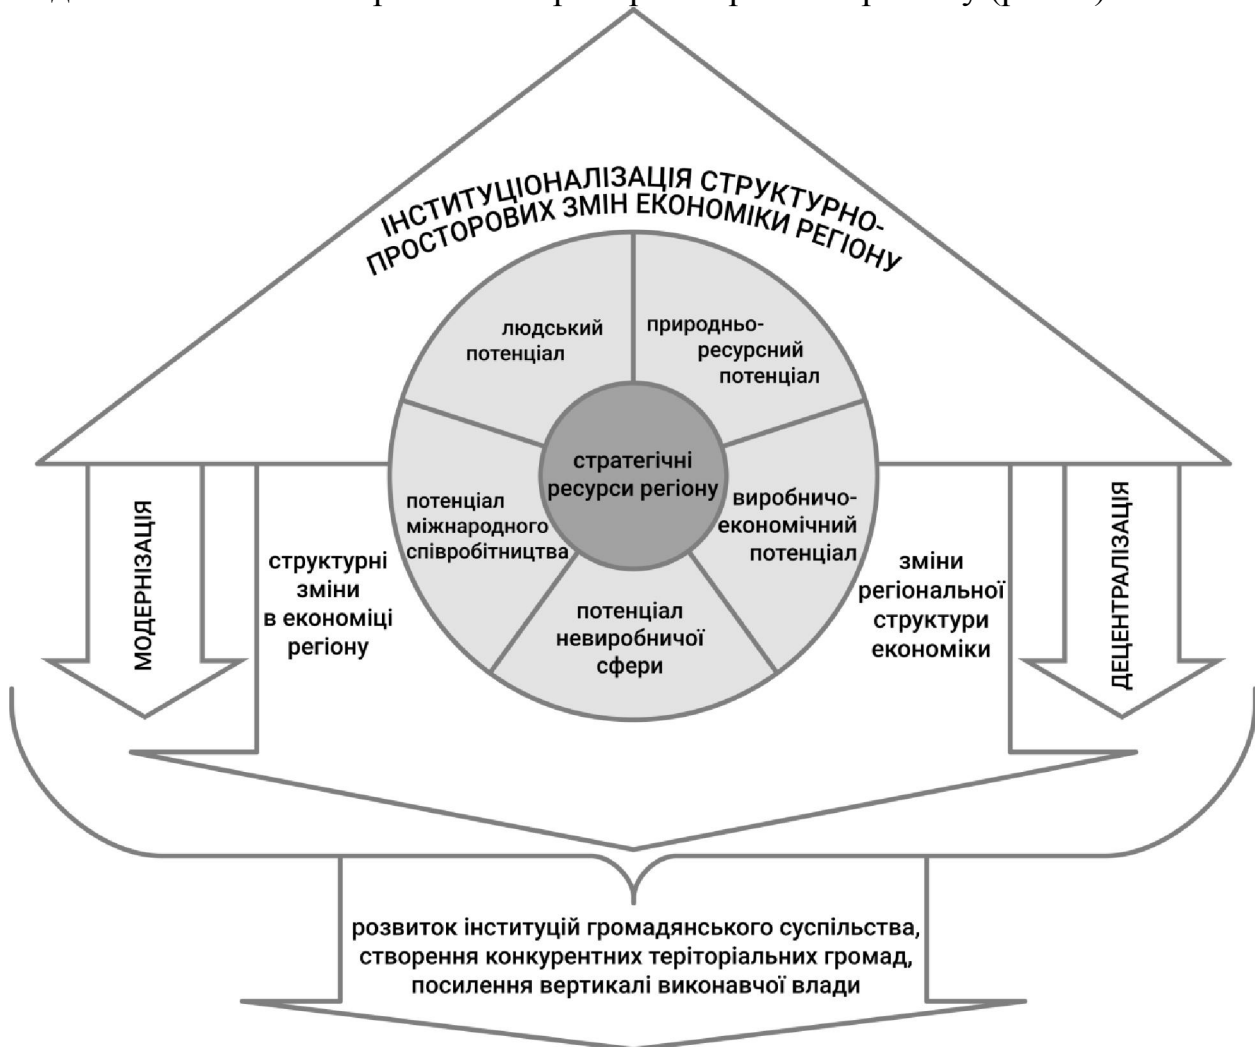 ІНСТИТУЦІОНАЛІЗАЦІЯ СТРУКТУРНО-
ПРОСТОРОВИХ ЗМІН ЕКОНОМІКИ РЕГІОНУ
людський
потенціал
природньо-
ресурсний
потенціал
стратегічні
ресурси регіону
потенціал
міжнародного
співробітництва
виробничо-
економічний
потенціал
потенціал
невиробничої
сфери
МОДЕРНІЗАЦІЯ
структурні
зміни
в економіці
регіону
зміни
регіональної
структури
економіки
ДЕЦЕНТРАЛІЗАЦІЯ
розвиток інституцій громадянського суспільства,
створення конкурентних теріторіальних громад,
посилення вертикалі виконавчої влади